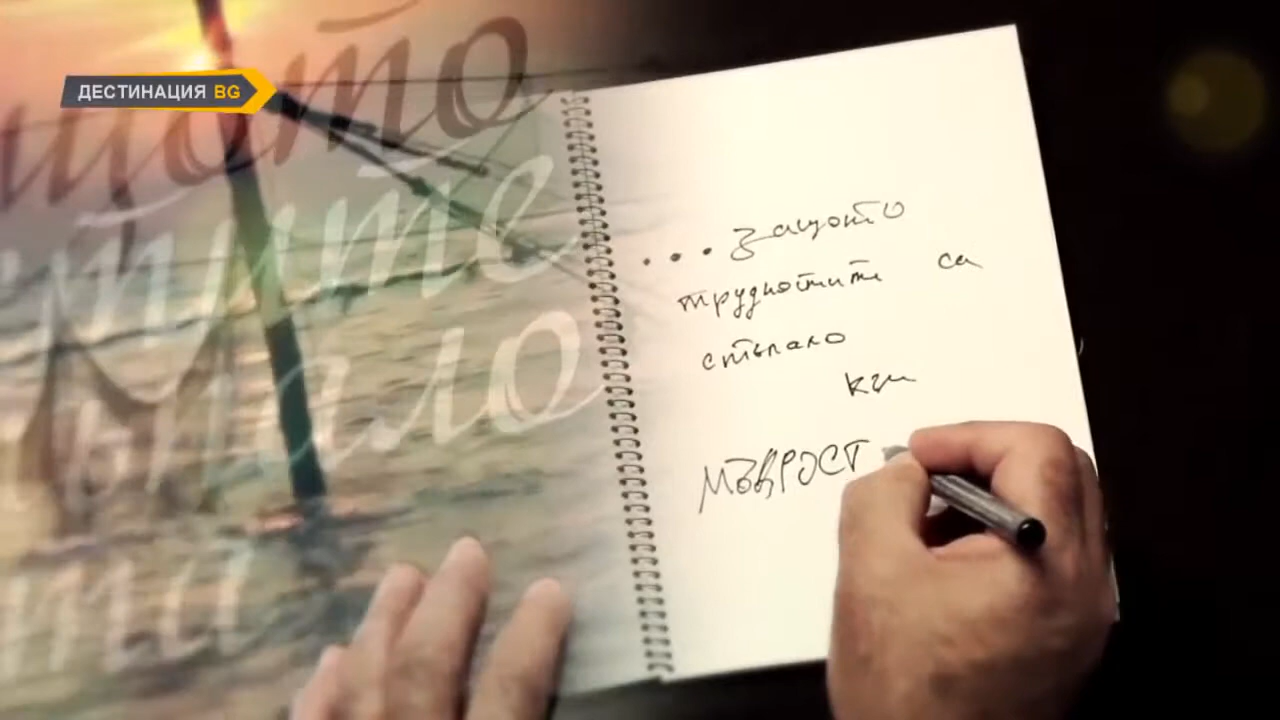 ДЕСТИНАЦИЯ BG
... защото
трудностите са
стъпало
към
МЪДРОСТ